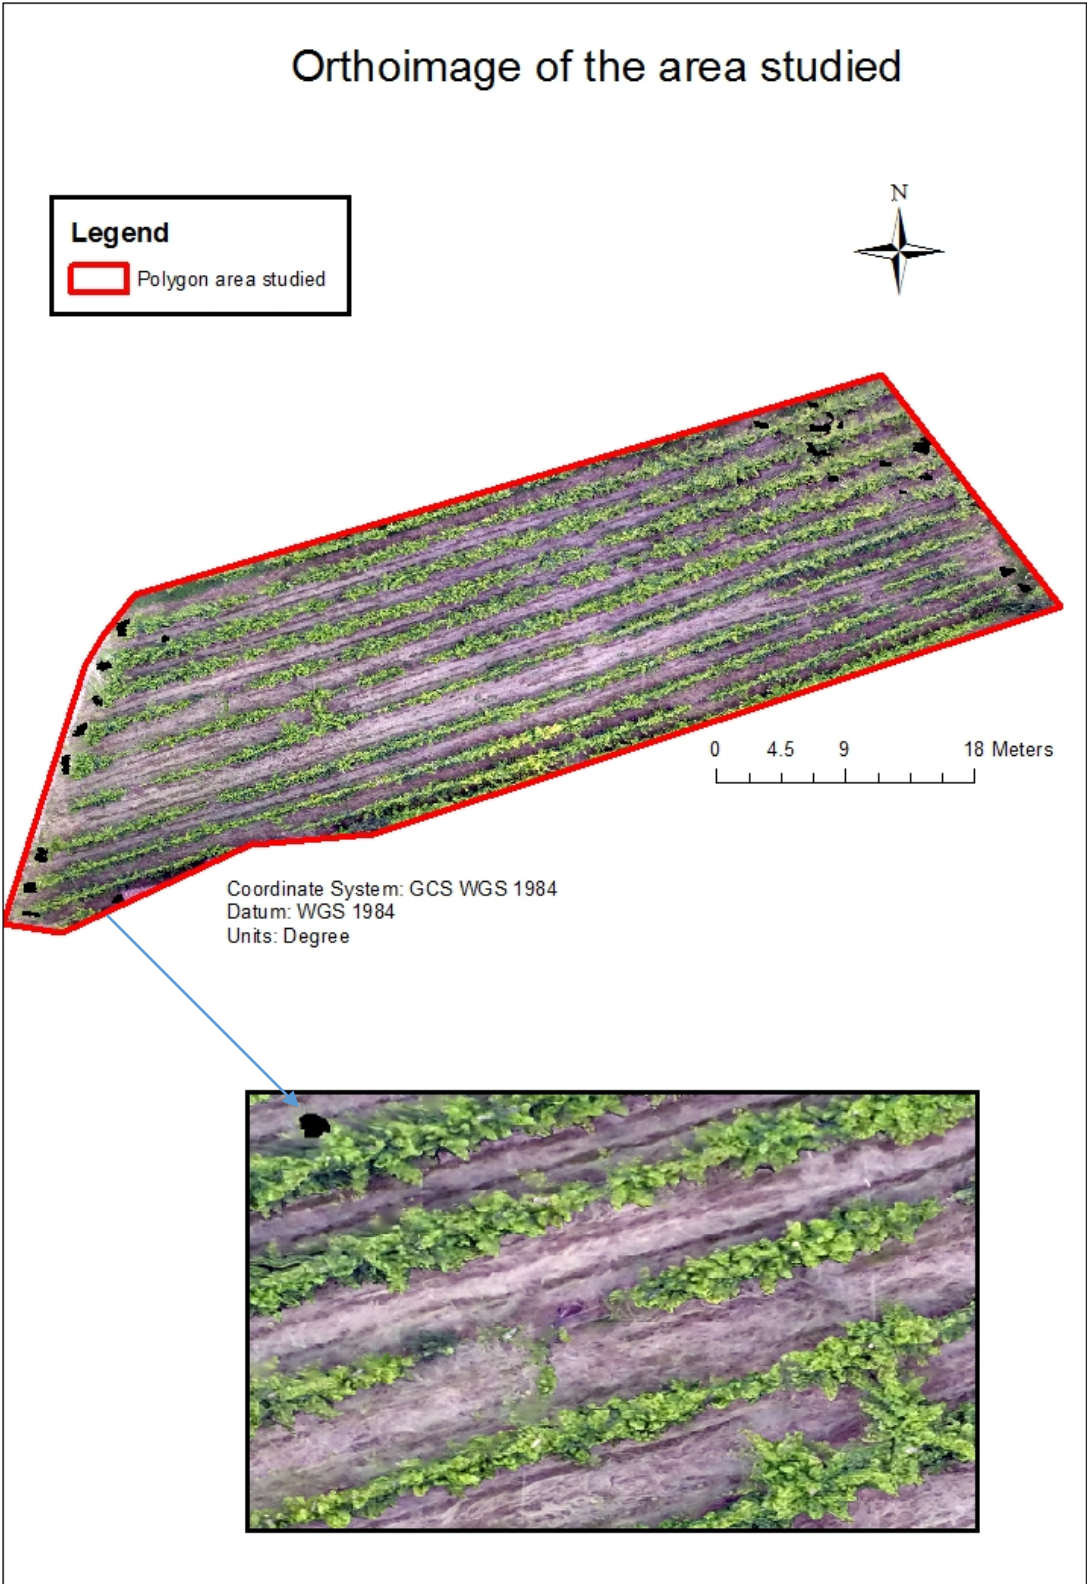 Orthoimage of the area studied
N
Legend
Polygon area studied
0 4.5 9 18 Meters
Coordinate System: GCS WGS 1984
Datum: WGS 1984
Units: Degree